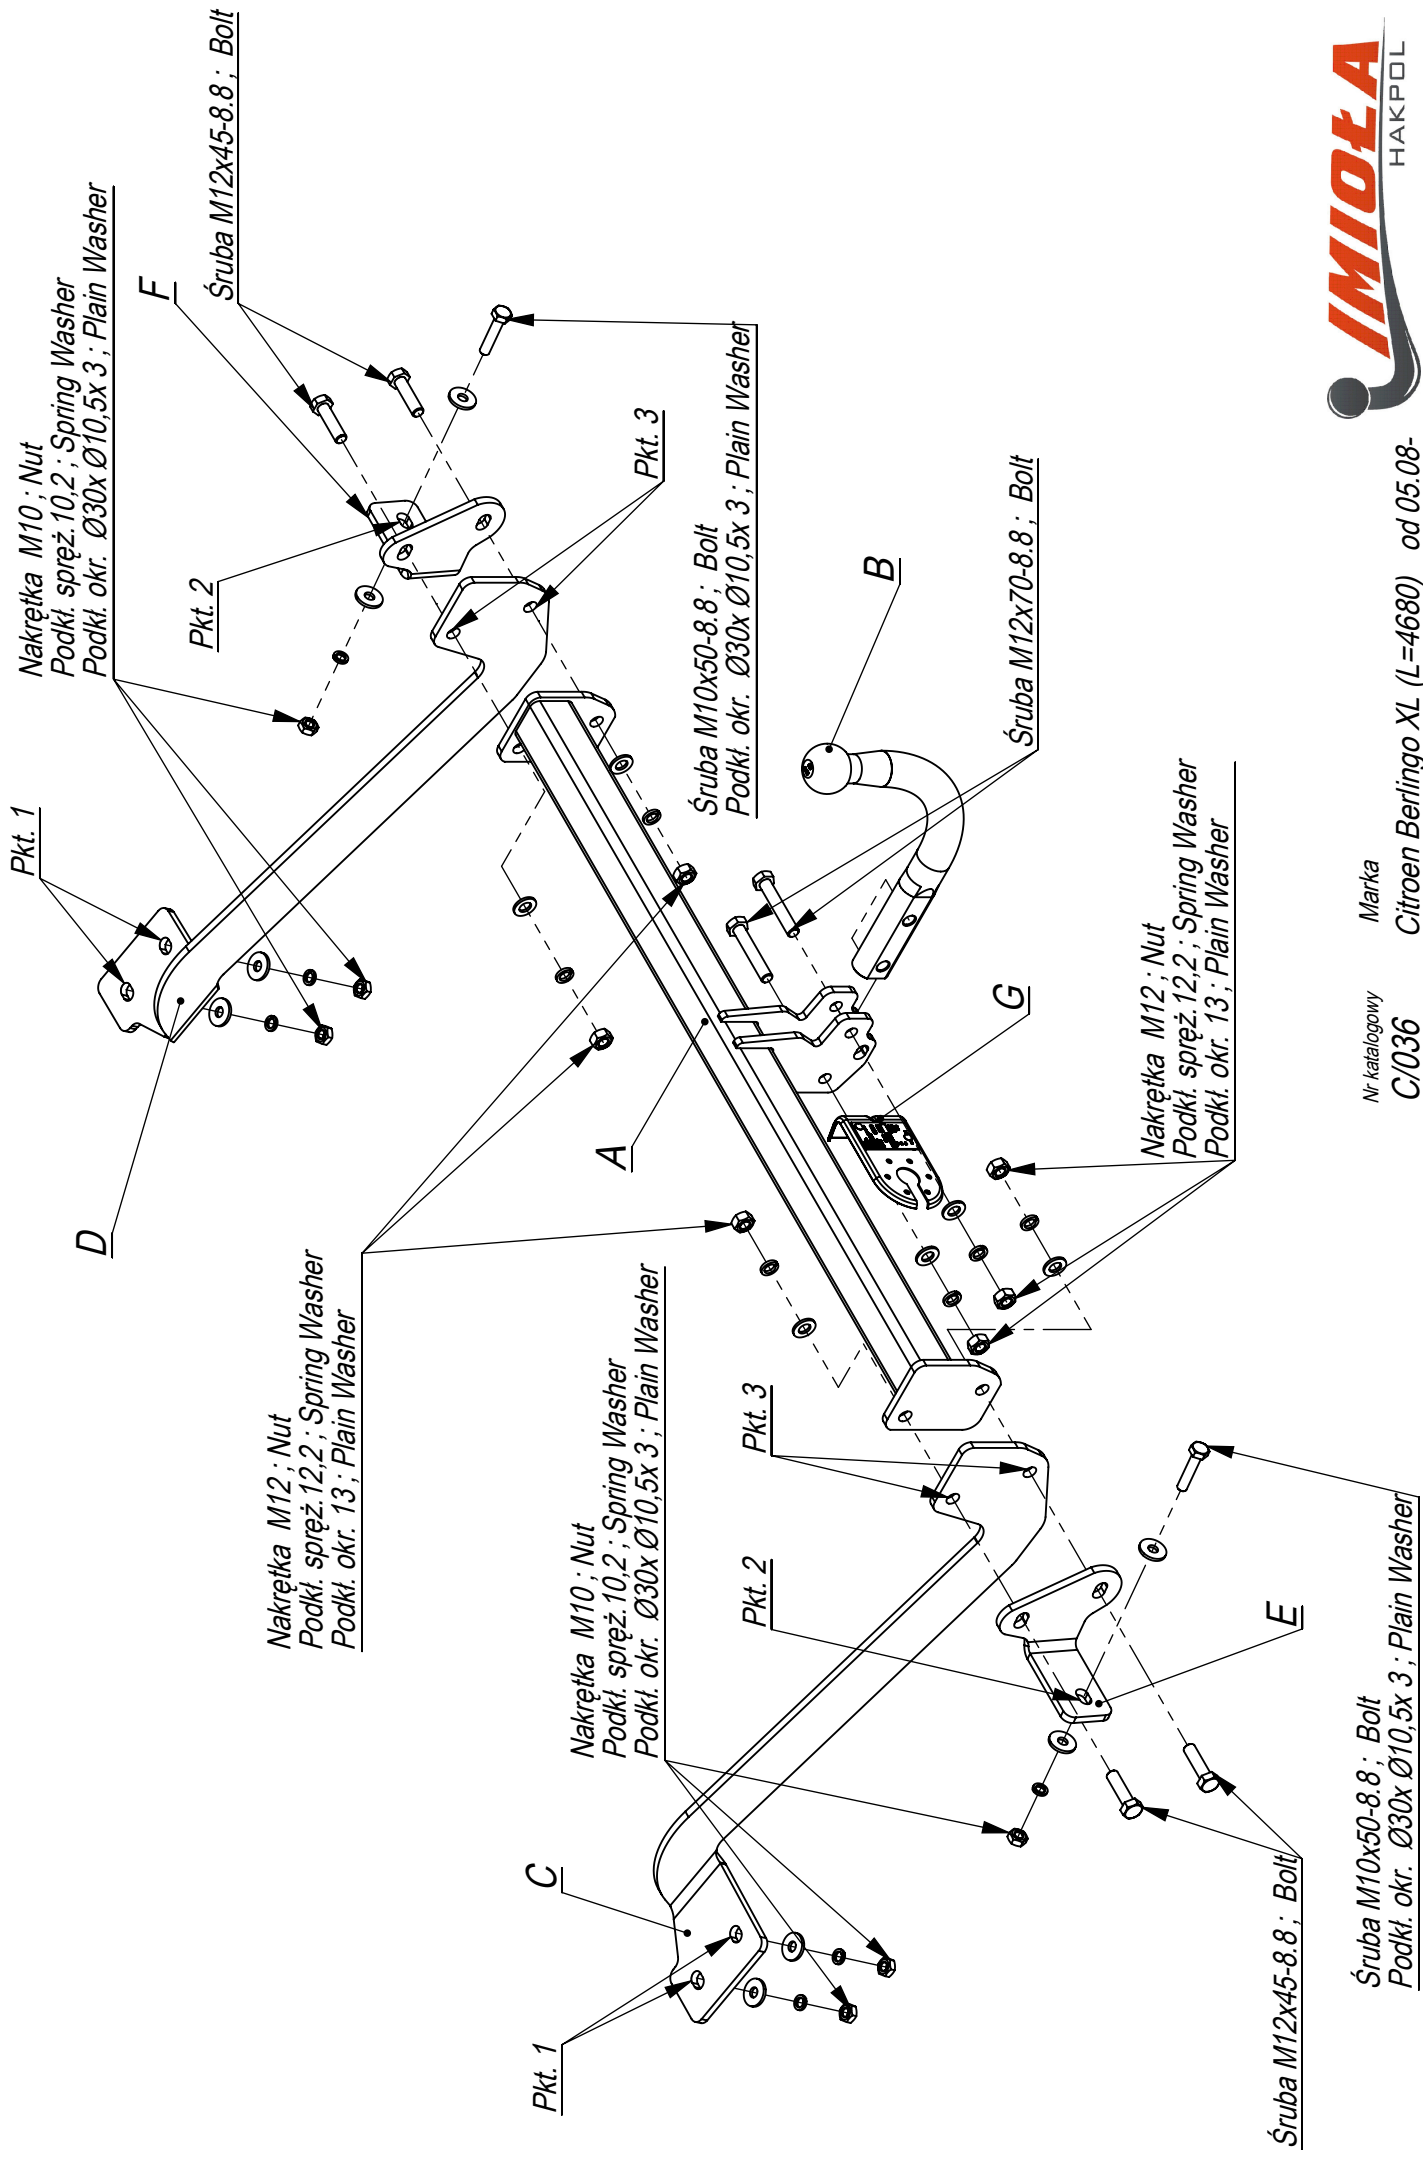 Pkt. 1
D
Nakrętka M10 ; Nut
Podkł. spręż.10,2 ; Spring Washer
Podkł. okr. Ø30x Ø10,5x 3 ; Plain Washer
F
Śruba M12x45-8.8 ; Bolt
Pkt. 2
Pkt. 3
Nakrętka M12 ; Nut
Podkł. spręż.12,2 ; Spring Washer
Podkł. okr. 13 ; Plain Washer
A
Śruba M10x50-8.8 ; Bolt
Podkł. okr. Ø30x Ø10,5x 3 ; Plain Washer
Pkt. 1
C
Nakrętka M10 ; Nut
Podkł. spręż.10,2 ; Spring Washer
Podkł. okr. Ø30x Ø10,5x 3 ; Plain Washer
Pkt. 2
Pkt. 3
B
Śruba M12x70-8.8 ; Bolt
G
Nakrętka M12 ; Nut
Podkł. spręż.12,2 ; Spring Washer
Podkł. okr. 13 ; Plain Washer
E
Śruba M12x45-8.8 ; Bolt
Śruba M10x50-8.8 ; Bolt
Podkł. okr. Ø30x Ø10,5x 3 ; Plain Washer
Nr katalogowy
C/036
Marka
Citroen Berlingo XL (L=4680) od 05.08-
IMIOŁA
HAKPOL